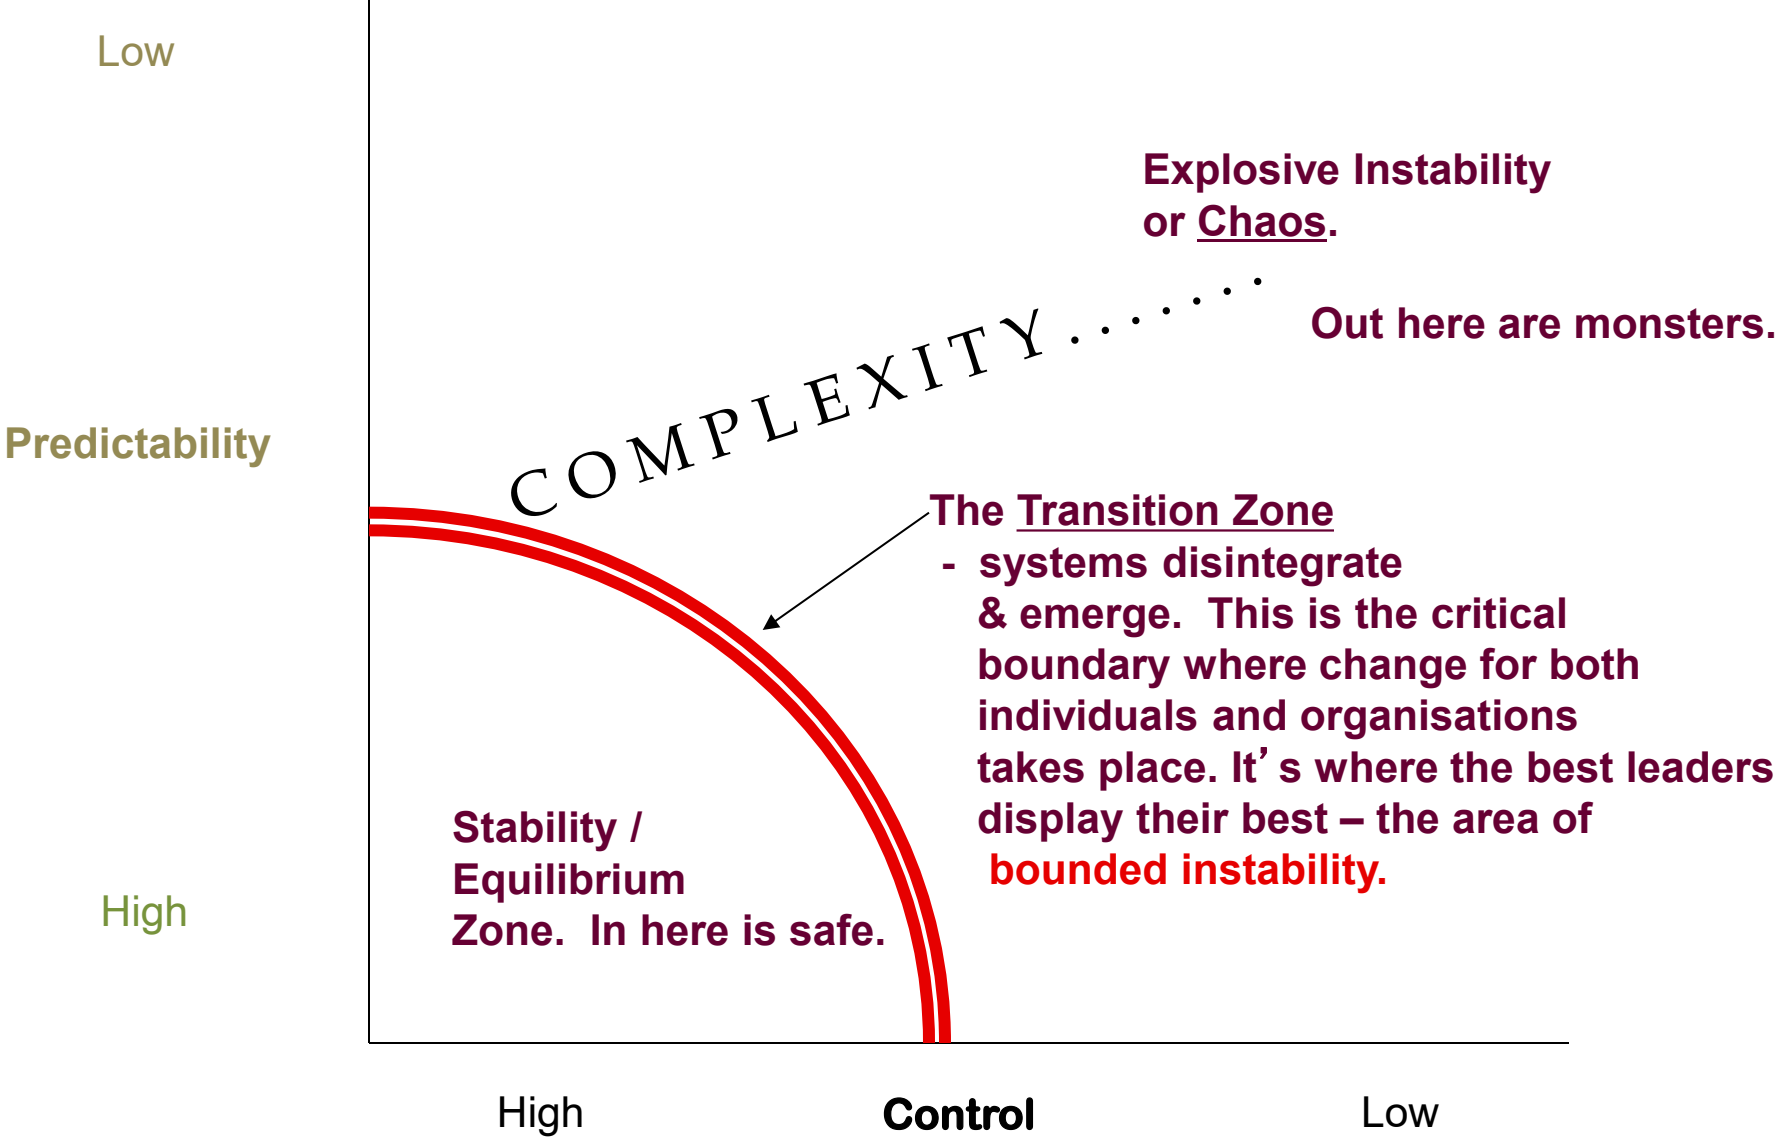 Low
Explosive Instability
or Chaos.
Out here are monsters.
COMPLEXITY.......
Predictability
The Transition Zone
- systems disintegrate
& emerge. This is the critical
boundary where change for both
individuals and organisations
takes place. It’s where the best leaders
display their best – the area of
bounded instability.
Stability /
Equilibrium
Zone. In here is safe.
High
High
Control
Low